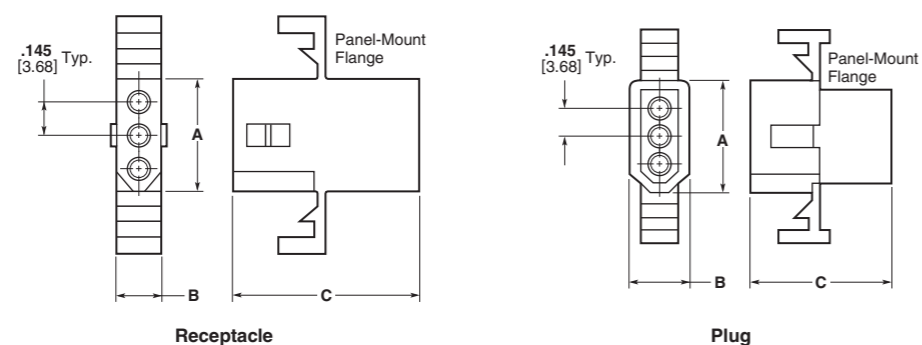 .145
[3.68] Typ.
Panel-Mount
Flange
A
B
C
Receptacle
.145
[3.68] Typ.
Panel-Mount
Flange
A
B
C
Plug